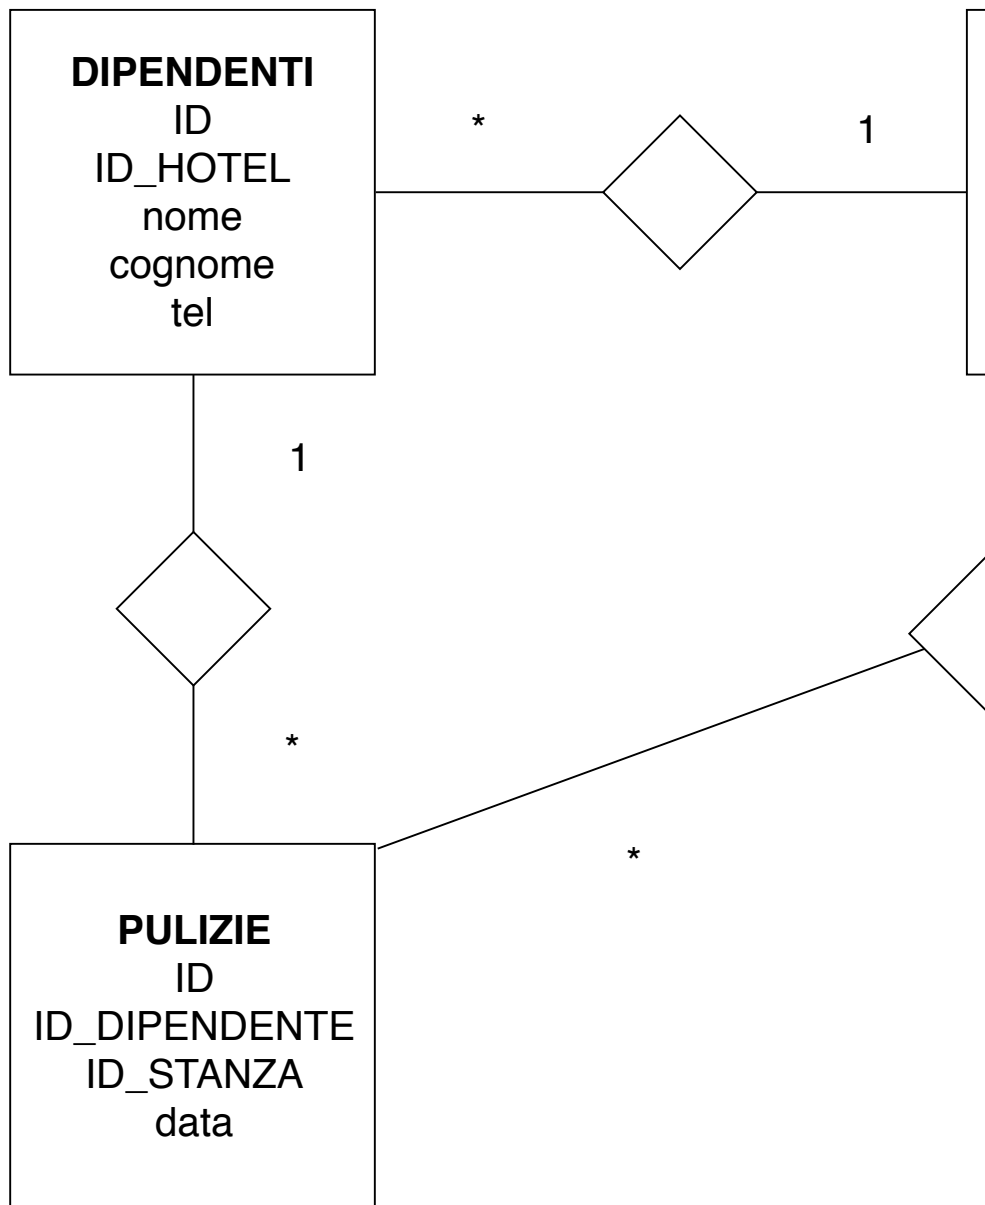 DIPENDENTI
ID
ID_HOTEL
nome
cognome
tel
*
1
1
*
*
PULIZIE
ID
ID_DIPENDENTE
ID_STANZA
data